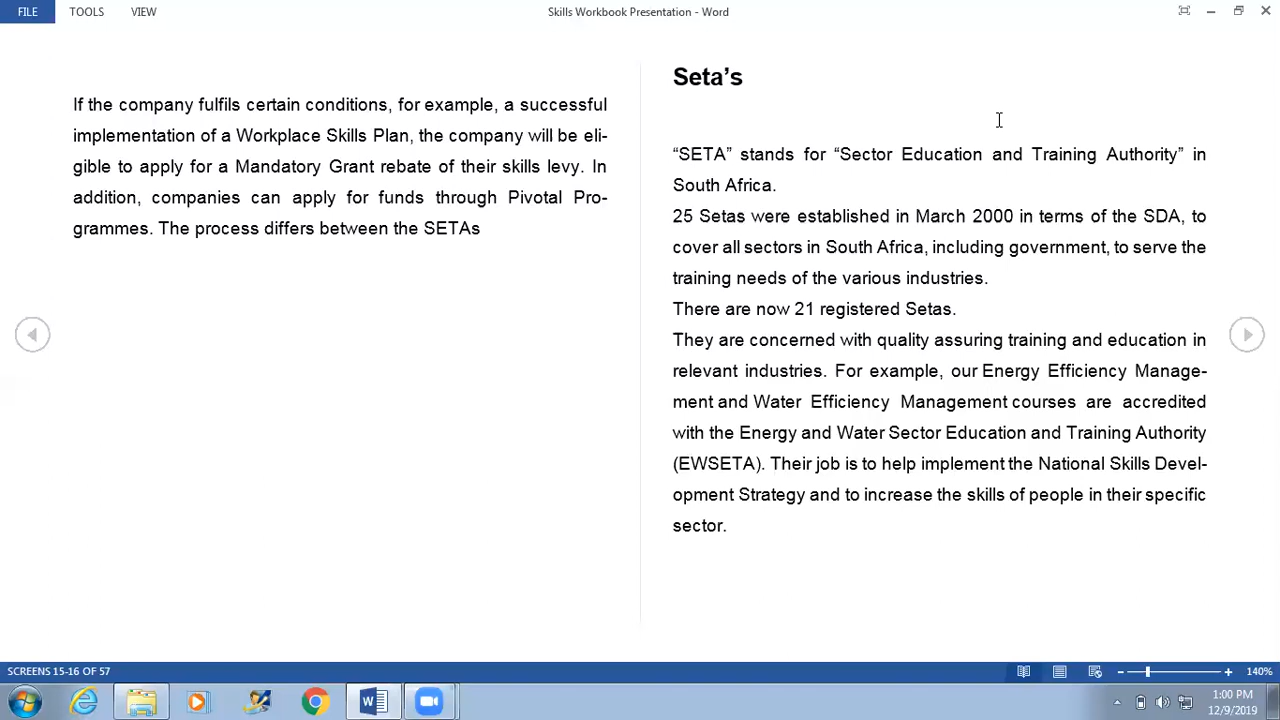 FILE TOOLS VIEW
Skills Workbook Presentation - Word
If the company fulfils certain conditions, for example, a successful
implementation of a Workplace Skills Plan, the company will be eli-
gible to apply for a Mandatory Grant rebate of their skills levy. In
addition, companies can apply for funds through Pivotal Pro-
grammes. The process differs between the SETAs
Seta’s
“SETA” stands for “Sector Education and Training Authority” in
South Africa.
25 Setas were established in March 2000 in terms of the SDA, to
cover all sectors in South Africa, including government, to serve the
training needs of the various industries.
There are now 21 registered Setas.
They are concerned with quality assuring training and education in
relevant industries. For example, our Energy Efficiency Manage-
ment and Water Efficiency Management courses are accredited
with the Energy and Water Sector Education and Training Authority
(EWSETA). Their job is to help implement the National Skills Devel-
opment Strategy and to increase the skills of people in their specific
sector.
SCREENS 15-16 OF 57
140%
1:00 PM
12/9/2019